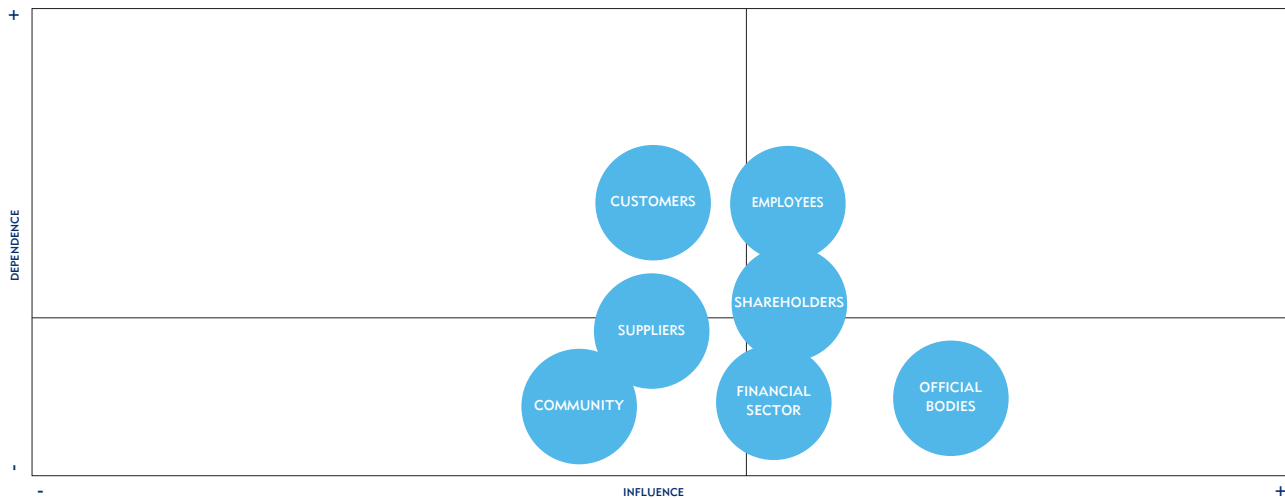 +
CUSTOMERS
EMPLOYEES
DEPENDENCE
SHAREHOLDERS
SUPPLIERS
FINANCIAL
SECTOR
OFFICIAL
BODIES
COMMUNITY
-
-
INFLUENCE
+